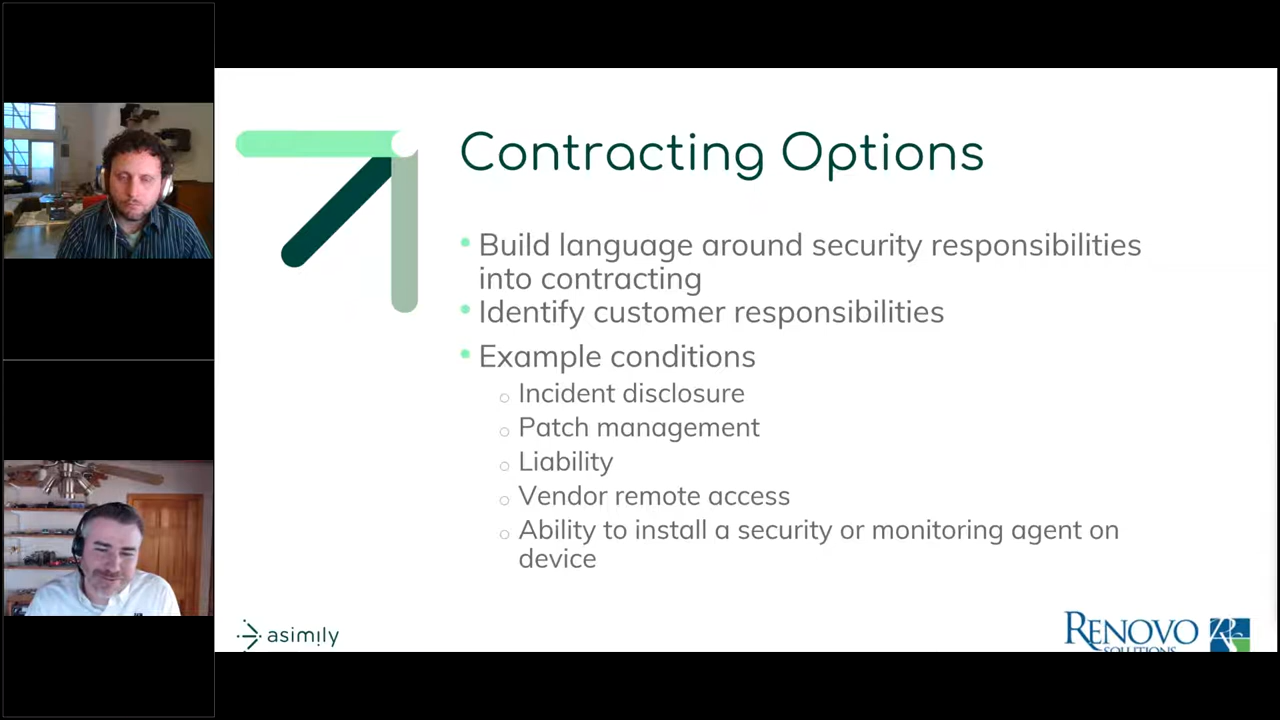 Contracting Options
• Build language around security responsibilities
into contracting
• Identify customer responsibilities
• Example conditions
○ Incident disclosure
○ Patch management
○ Liability
○ Vendor remote access
○ Ability to install a security or monitoring agent on
device
asimily
RENOVO
SOLUTIONS